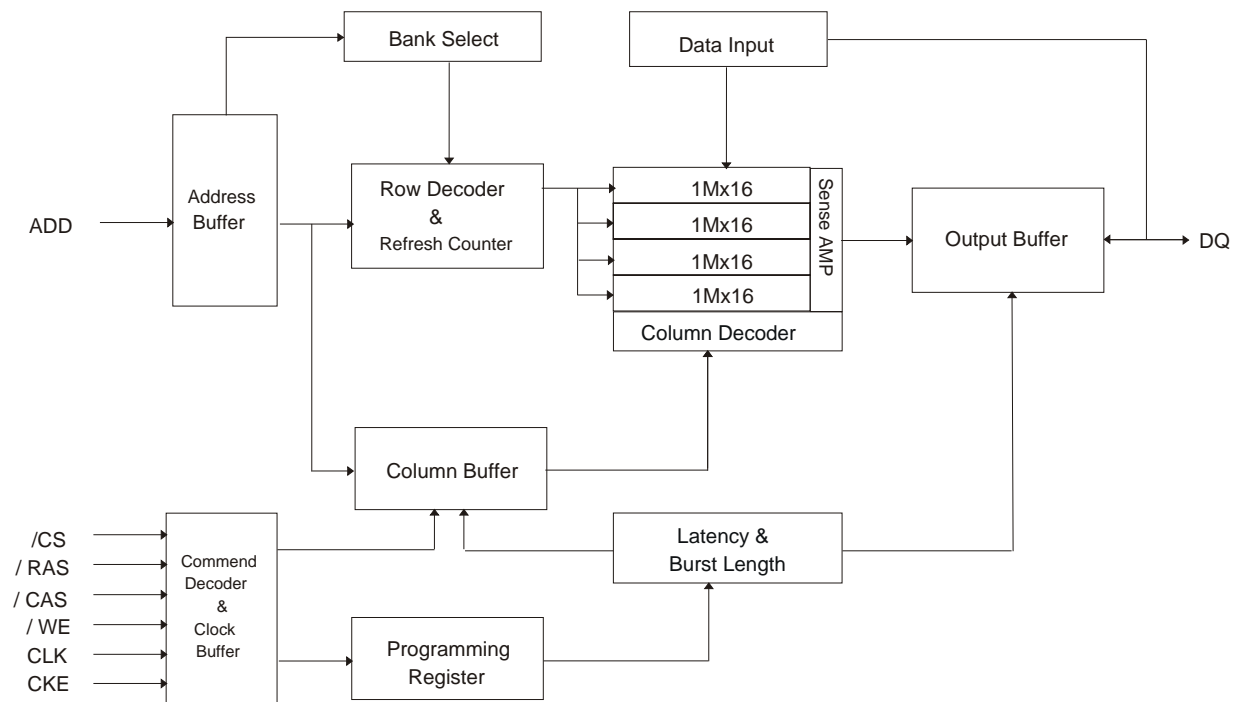 Bank Select
Data Input
Address
Buffer
ADD
Row Decoder
&
Refresh Counter
1Mx16
1Mx16
1Mx16
1Mx16
Sense AMP
Column Decoder
Output Buffer
DQ
Column Buffer
/CS
/ RAS
/ CAS
/ WE
CLK
CKE
Commend
Decoder
&
Clock
Buffer
Latency &
Burst Length
Programming
Register